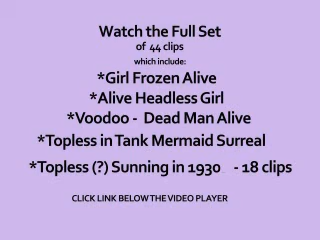 Watch the Full Set
of 44 clips
which include:
*Girl Frozen Alive
*Alive Headless Girl
*Voodoo - Dead Man Alive
*Topless in Tank Mermaid Surreal
*Topless (?) Sunning in 1930 - 18 clips
CLICK LINK BELOW THE VIDEO PLAYER